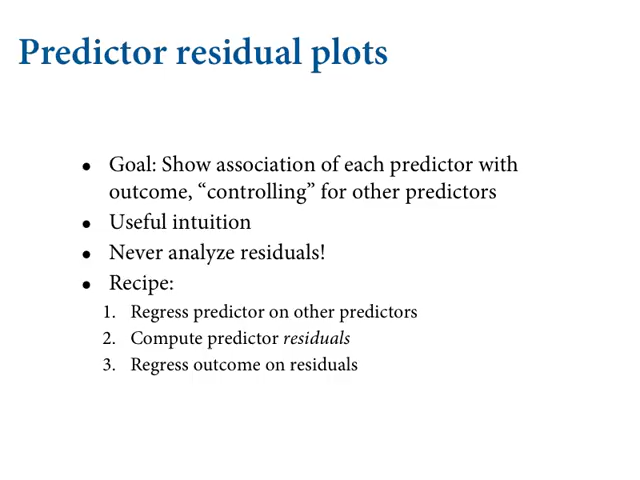 Predictor residual plots
• Goal: Show association of each predictor with
outcome, “controlling” for other predictors
• Useful intuition
• Never analyze residuals!
• Recipe:
1. Regress predictor on other predictors
2. Compute predictor residuals
3. Regress outcome on residuals